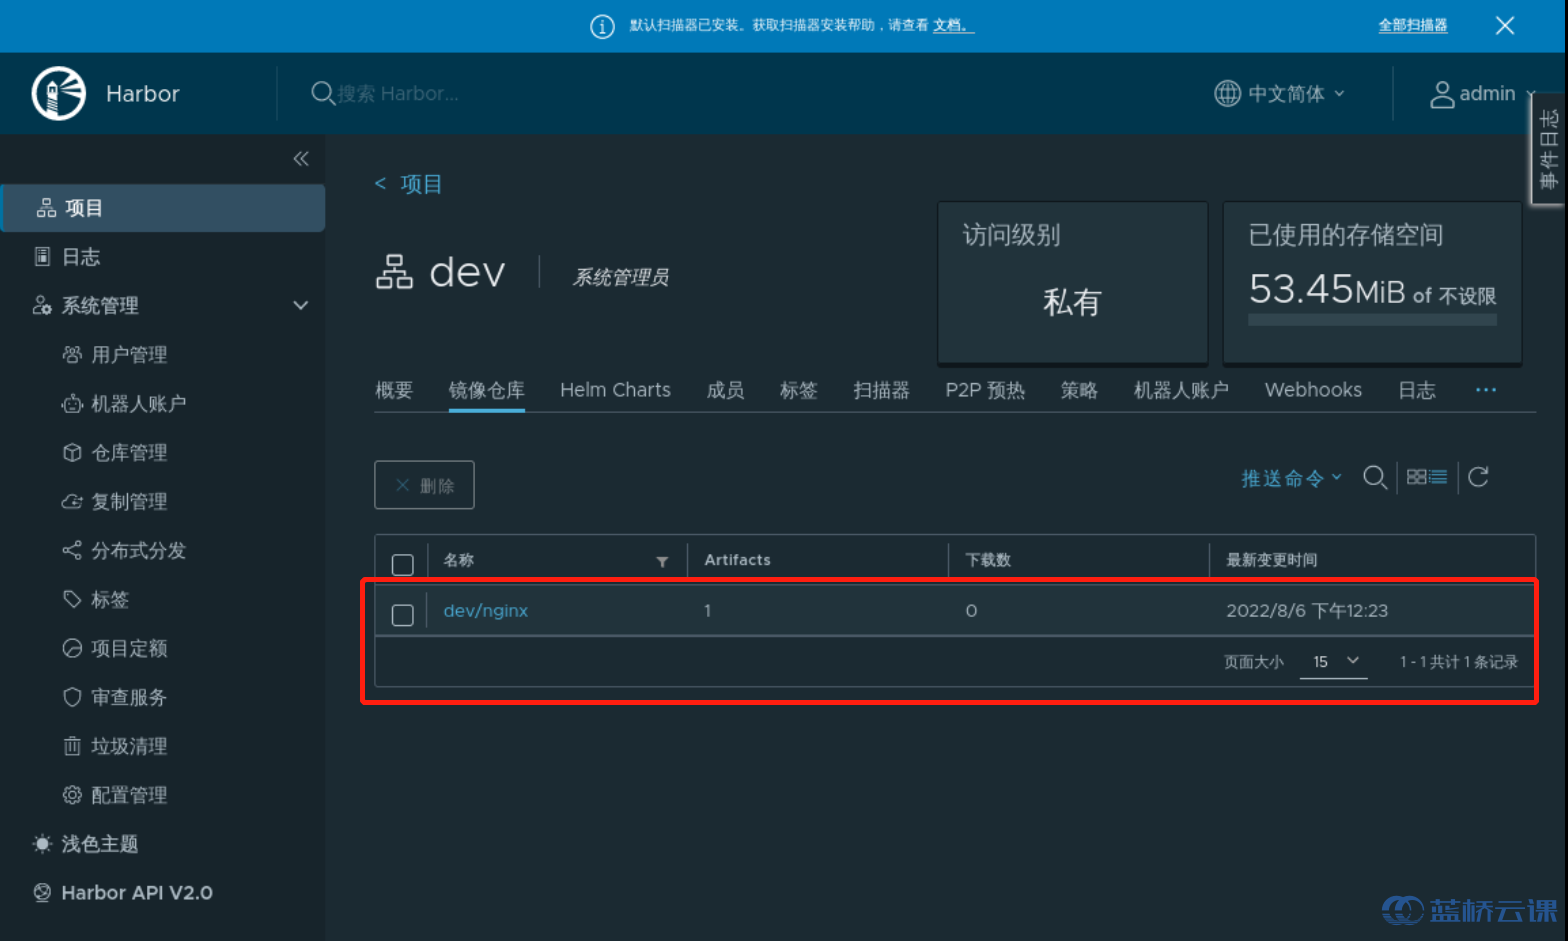 默认扫描器已安装。获取扫描器安装帮助，请查看 文档。 全部扫描器
Harbor 搜索 Harbor... 中文简体 admin
事件日志
项目
日志
系统管理
用户管理
机器人账户
仓库管理
复制管理
分布式分发
标签
项目定额
审查服务
垃圾清理
配置管理
浅色主题
Harbor API V2.0
< 项目
dev 系统管理员
访问级别
私有
已使用的存储空间
53.45MiB of 不设限
概要 镜像仓库 Helm Charts 成员 标签 扫描器 P2P 预热 策略 机器人账户 Webhooks 日志 ...
删除 推送命令
名称 Artifacts 下载数 最新变更时间
dev/nginx 1 0 2022/8/6 下午12:23
页面大小 15 1 - 1 共计 1 条记录
蓝桥云课